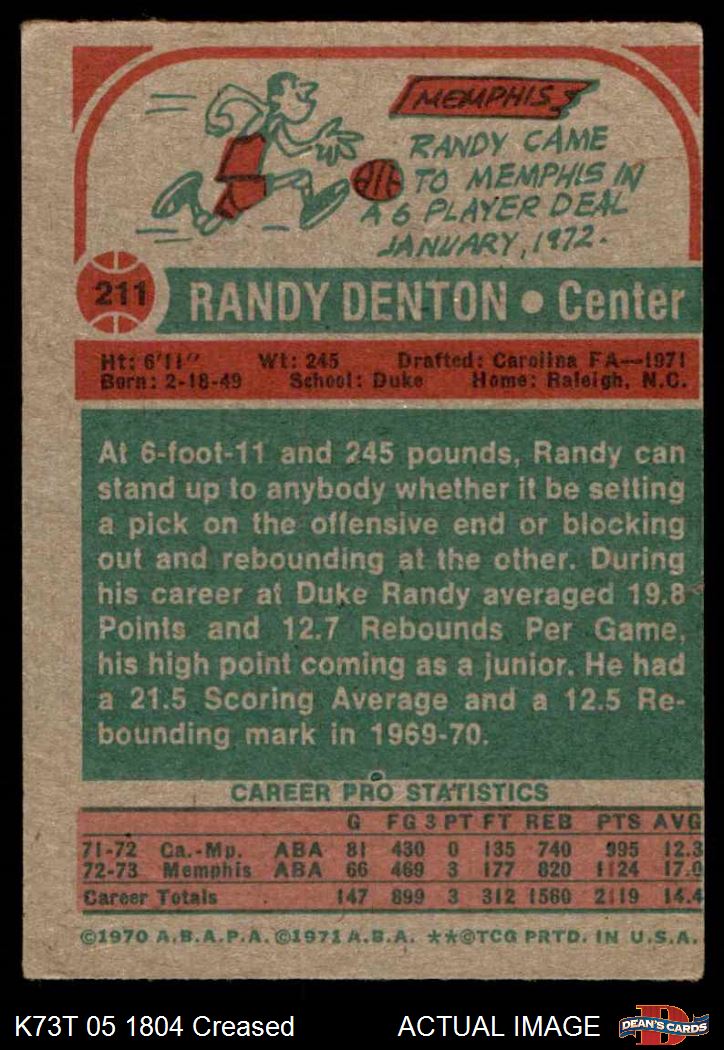 MEMPHIS
RANDY CAME
TO MEMPHIS IN
A 6 PLAYER DEAL
JANUARY, 1972.
211 RANDY DENTON • Center
Ht: 6'11" Wt: 245 Drafted: Carolina FA—1971
Born: 2-18-49 School: Duke Home: Raleigh, N.C.
At 6-foot-11 and 245 pounds, Randy can
stand up to anybody whether it be setting
a pick on the offensive end or blocking
out and rebounding at the other. During
his career at Duke Randy averaged 19.8
Points and 12.7 Rebounds Per Game,
his high point coming as a junior. He had
a 21.5 Scoring Average and a 12.5 Re-
bounding mark in 1969-70.
CAREER PRO STATISTICS
G FG 3 PT FT REB PTS AVG
71-72 Ca.-Mp. ABA 81 430 0 135 740 995 12.3
72-73 Memphis ABA 66 469 3 177 820 1124 17.0
Career Totals 147 899 3 312 1560 2119 14.4
©1970 A.B.A.P.A. ©1971 A.B.A. **©TCG PRTD. IN U.S.A.
K73T 05 1804 Creased ACTUAL IMAGE
DEAN'S CARDS